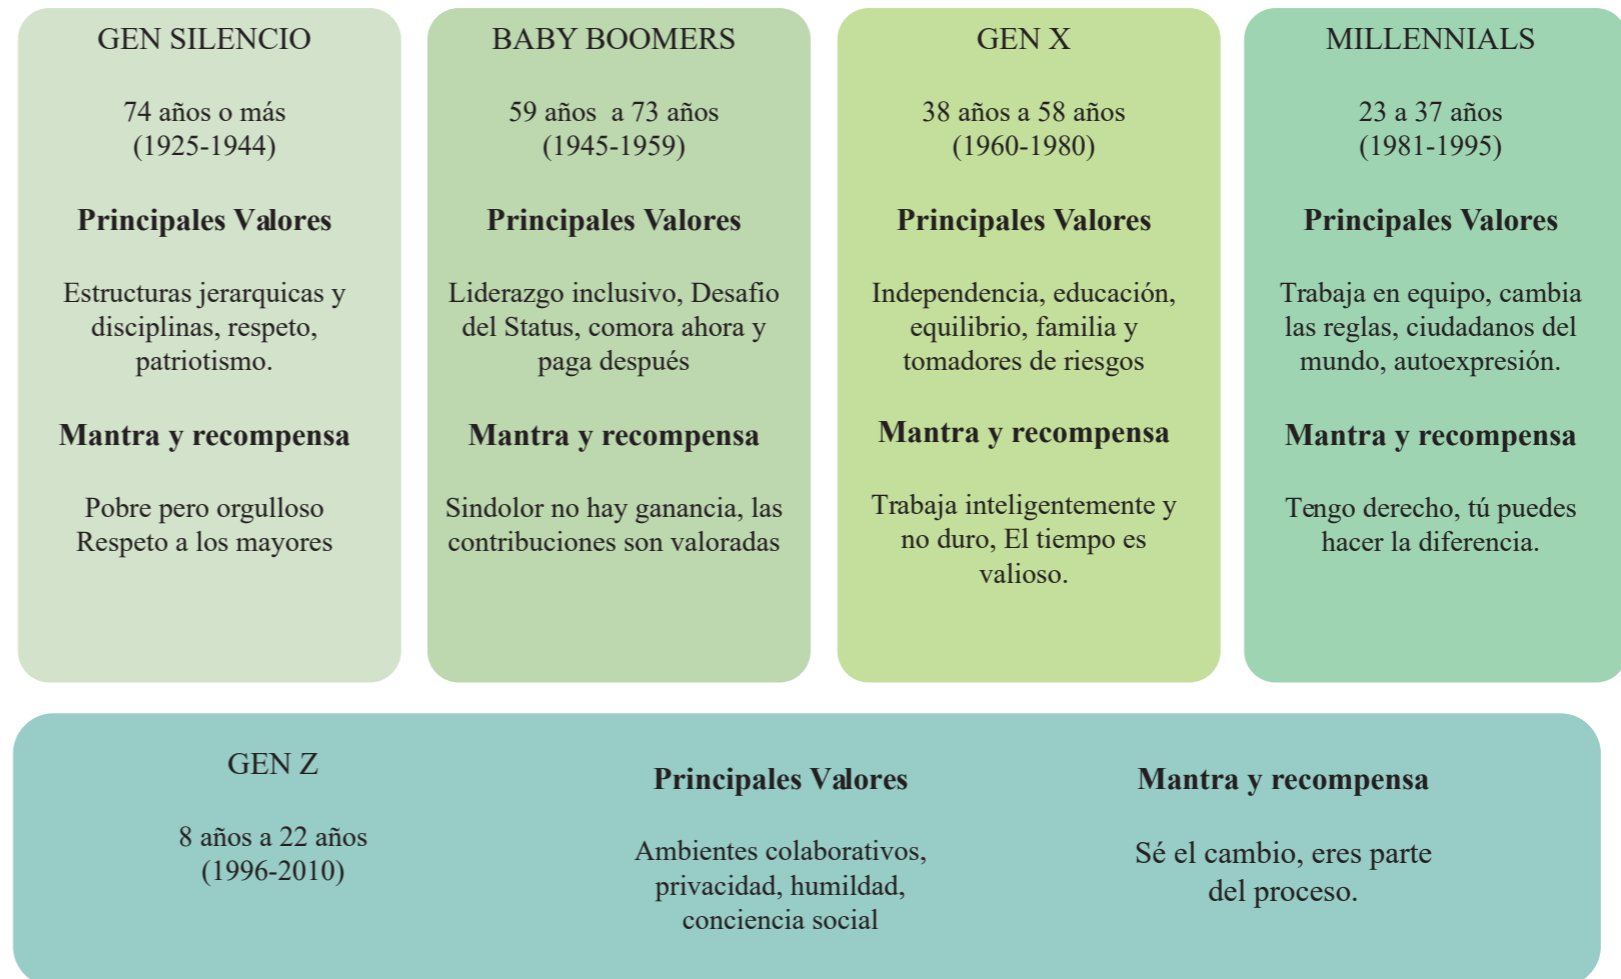 GEN SILENCIO
74 años o más
(1925-1944)
Principales Valores
Estructuras jerarquicas y
disciplinas, respeto,
patriotismo.
Mantra y recompensa
Pobre pero orgulloso
Respeto a los mayores
BABY BOOMERS
59 años a 73 años
(1945-1959)
Principales Valores
Liderazgo inclusivo, Desafio
del Status, comora ahora y
paga después
Mantra y recompensa
Sindolor no hay ganancia, las
contribuciones son valoradas
GEN X
38 años a 58 años
(1960-1980)
Principales Valores
Independencia, educación,
equilibrio, familia y
tomadores de riesgos
Mantra y recompensa
Trabaja inteligentemente y
no duro, El tiempo es
valioso.
MILLENNIALS
23 a 37 años
(1981-1995)
Principales Valores
Trabaja en equipo, cambia
las reglas, ciudadanos del
mundo, autoexpresión.
Mantra y recompensa
Tengo derecho, tú puedes
hacer la diferencia.
GEN Z
8 años a 22 años
(1996-2010)
Principales Valores
Ambientes colaborativos,
privacidad, humildad,
conciencia social
Mantra y recompensa
Sé el cambio, eres parte
del proceso.